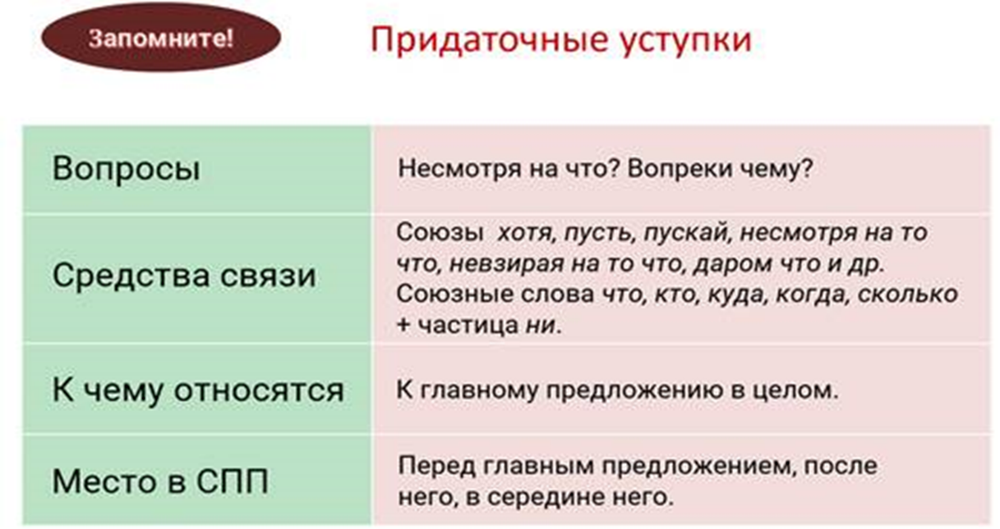 Запомните!
Придаточные уступки
Вопросы
Несмотря на что? Вопреки чему?
Средства связи
Союзы хотя, пусть, пускай, несмотря на то
что, невзирая на то что, даром что и др.
Союзные слова что, кто, куда, когда, сколько
+ частица ни.
К чему относятся
К главному предложению в целом.
Место в СПП
Перед главным предложением, после
него, в середине него.